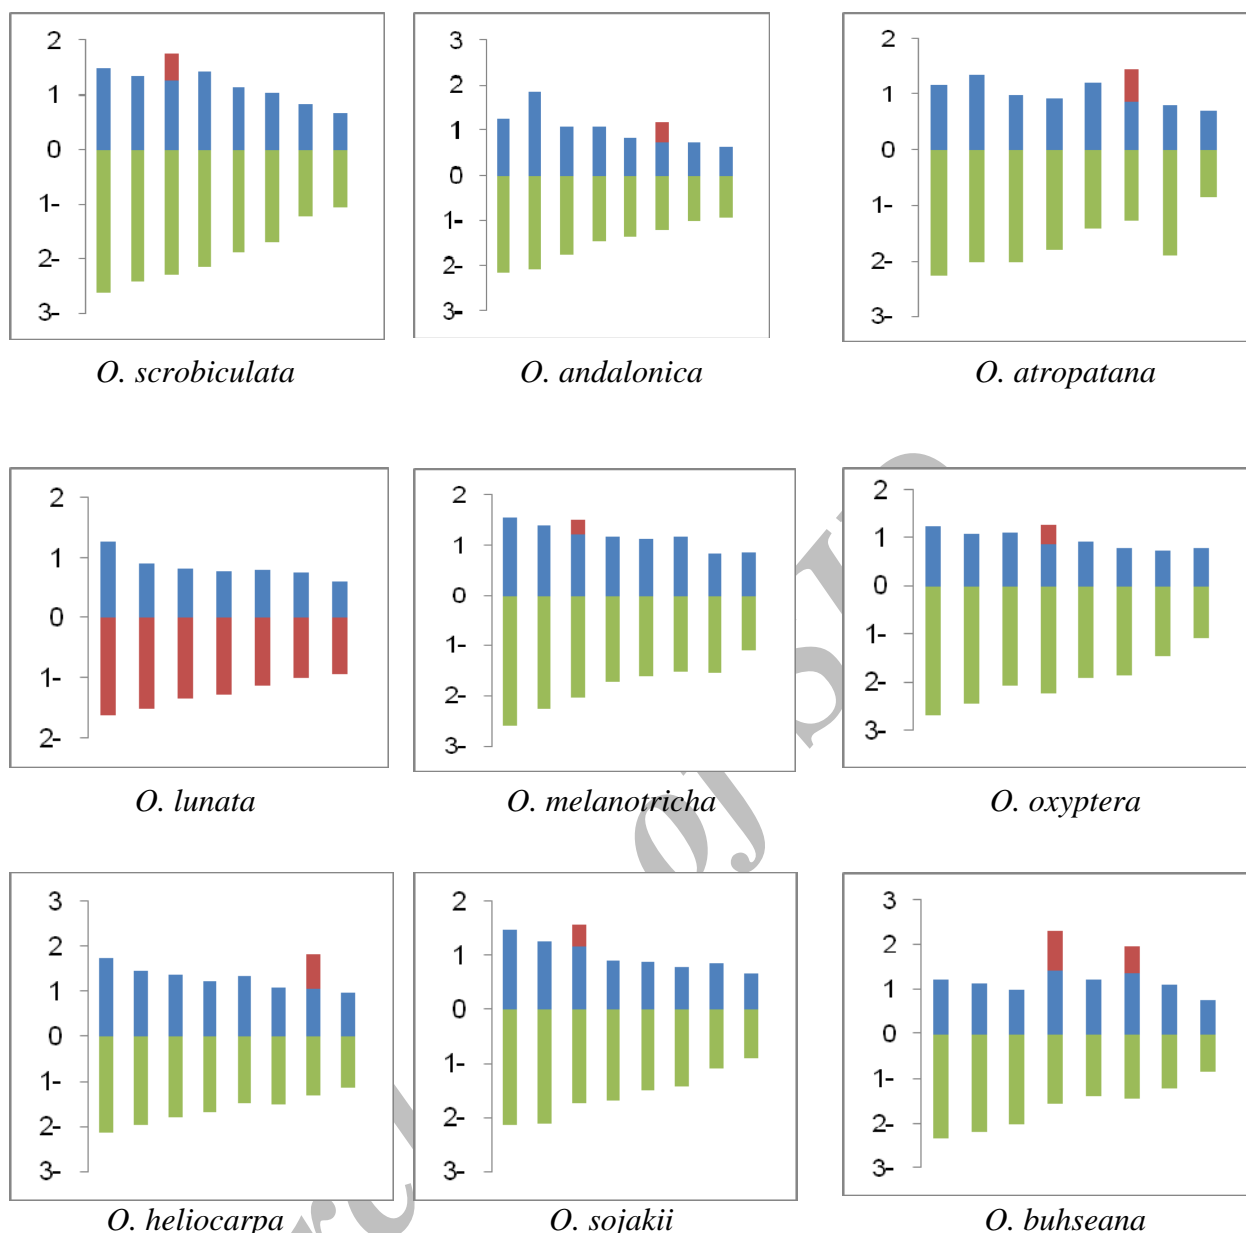 2 1 0 1- 2- 3-
O. scrobiculata
3 2 1 0 1- 2- 3-
O. andalonica
2 1 0 1- 2- 3-
O. atropatana
2 1 0 1- 2-
O. lunata
2 1 0 1- 2- 3-
O. melanotricha
2 1 0 1- 2- 3-
O. oxyptera
3 2 1 0 1- 2- 3-
O. heliocarpa
2 1 0 1- 2- 3-
O. sojakii
3 2 1 0 1- 2- 3-
O. buhseana